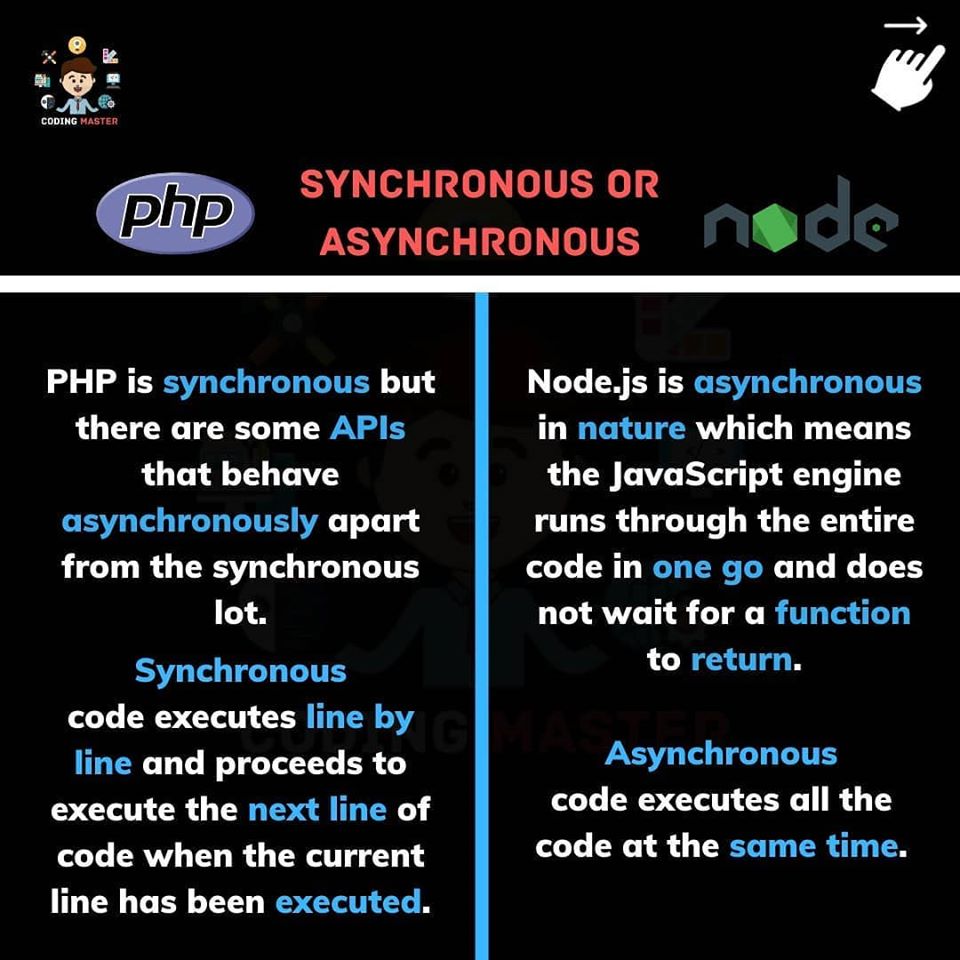 CODING MASTER
php
SYNCHRONOUS OR
ASYNCHRONOUS
node
PHP is synchronous but
there are some APIs
that behave
asynchronously apart
from the synchronous
lot.
Synchronous
code executes line by
line and proceeds to
execute the next line of
code when the current
line has been executed.
Node.js is asynchronous
in nature which means
the JavaScript engine
runs through the entire
code in one go and does
not wait for a function
to return.
Asynchronous
code executes all the
code at the same time.
CODING MASTER